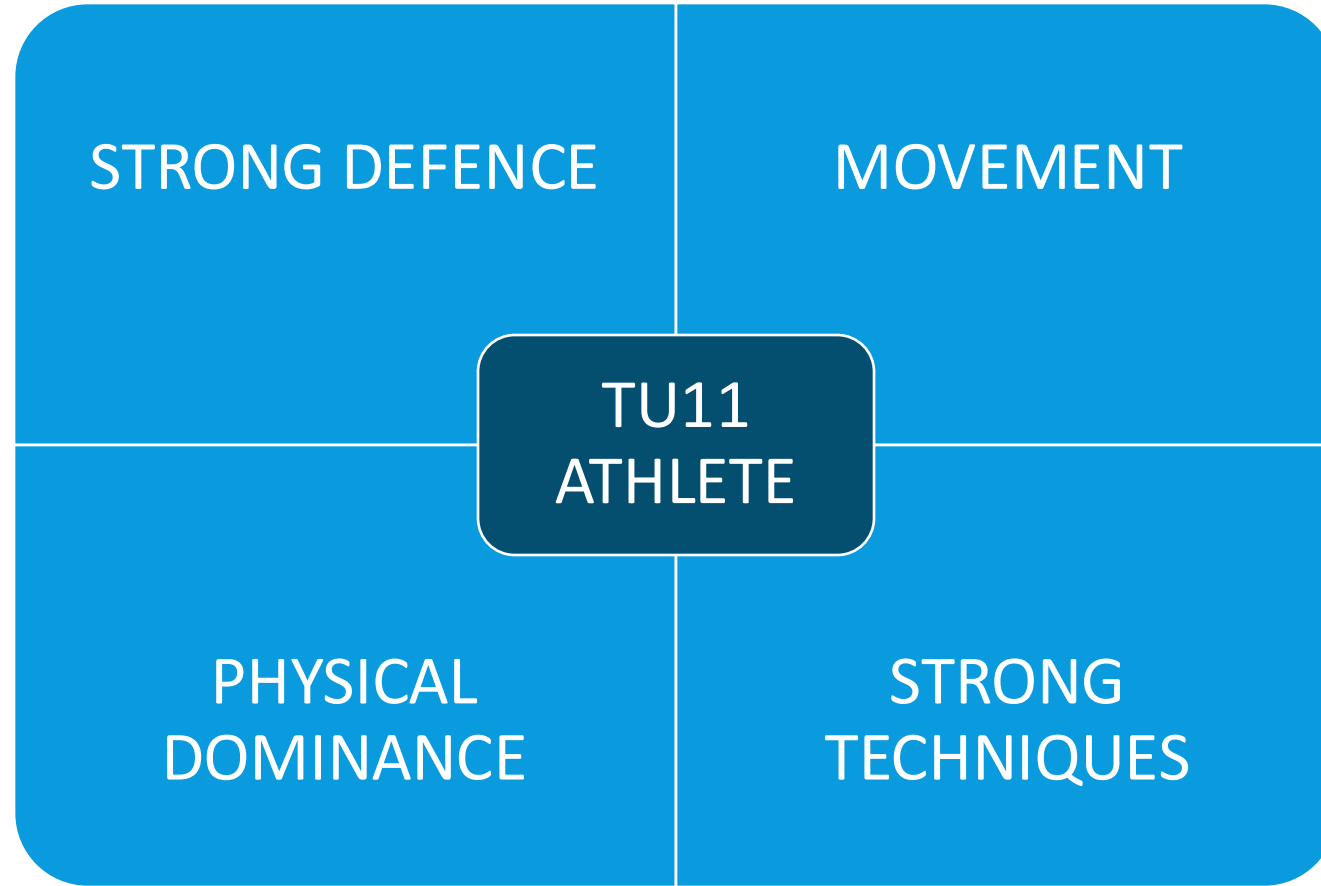 STRONG DEFENCE
MOVEMENT
TU11
ATHLETE
PHYSICAL
DOMINANCE
STRONG
TECHNIQUES